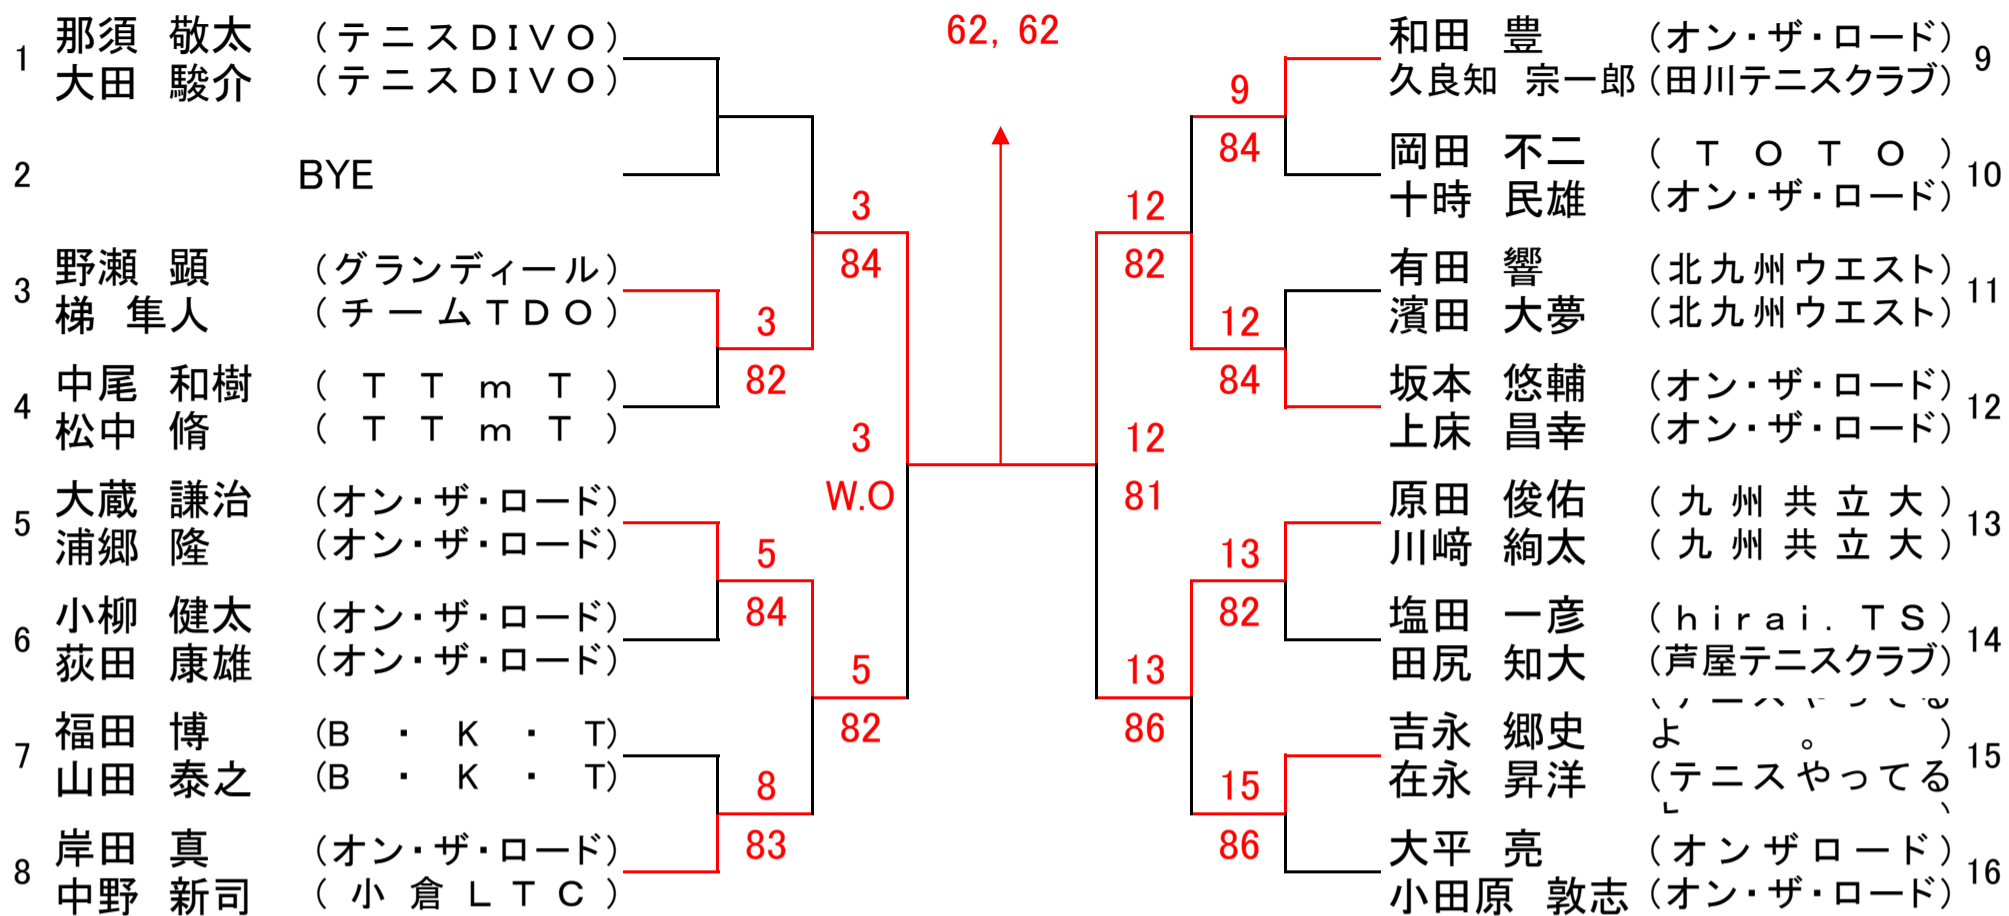 62, 62
1 那須 敬太 (テニスDIVO)
大田 駿介 (テニスDIVO)
2 BYE
3 野瀬 顕 (グランディール)
梯 隼人 (チームTDO)
4 中尾 和樹 (TTmT)
松中 脩 (TTmT)
5 大蔵 謙治 (オン・ザ・ロード)
浦郷 隆 (オン・ザ・ロード)
6 小柳 健太 (オン・ザ・ロード)
荻田 康雄 (オン・ザ・ロード)
7 福田 博 (B・K・T)
山田 泰之 (B・K・T)
8 岸田 真 (オン・ザ・ロード)
中野 新司 (小倉LTC)
3
82
5
84
8
83
3
84
5
82
3
W.O
12
81
12
82
13
86
9
84
12
84
13
82
15
86
和田 豊 (オン・ザ・ロード) 9
久良知 宗一郎 (田川テニスクラブ)
岡田 不二 (TOTO) 10
十時 民雄 (オン・ザ・ロード)
有田 響 (北九州ウエスト) 11
濱田 大夢 (北九州ウエスト)
坂本 悠輔 (オン・ザ・ロード) 12
上床 昌幸 (オン・ザ・ロード)
原田 俊佑 (九州共立大) 13
川﨑 絢太 (九州共立大)
塩田 一彦 (hirai.TS) 14
田尻 知大 (芦屋テニスクラブ)
吉永 郷史 (テニスやってるよ。) 15
在永 昇洋 (テニスやってる
大平 亮 (オンザロード) 16
小田原 敦志 (オン・ザ・ロード)